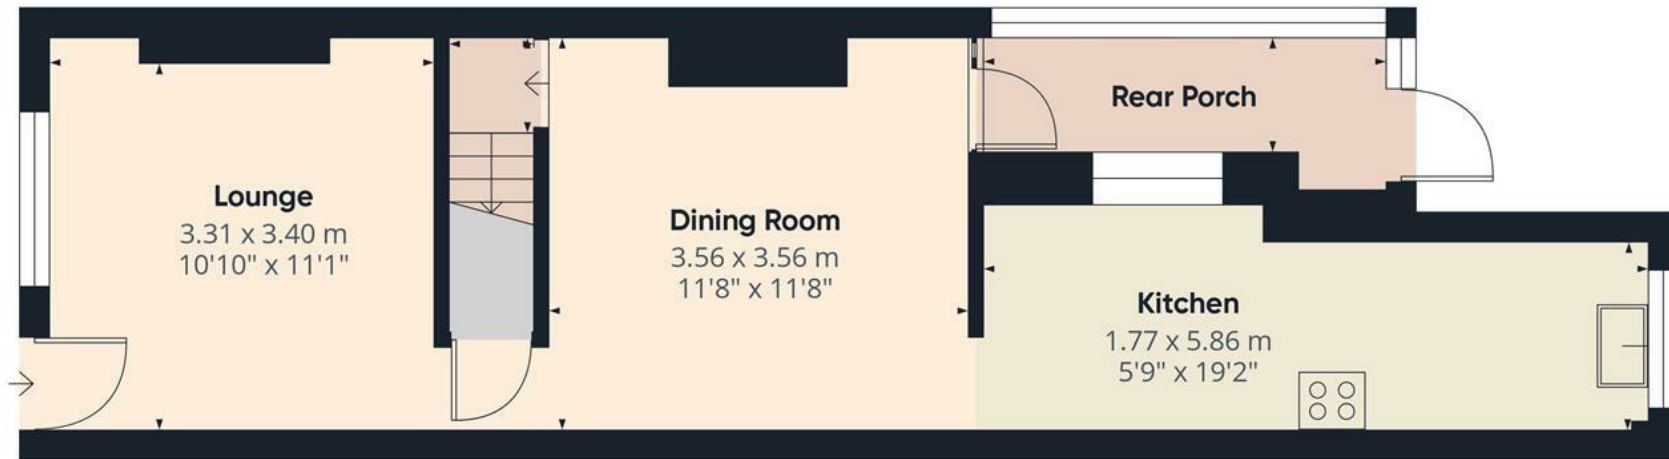 Lounge
3.31 x 3.40 m
10'10" x 11'1"
Dining Room
3.56 x 3.56 m
11'8" x 11'8"
Rear Porch
Kitchen
1.77 x 5.86 m
5'9" x 19'2"